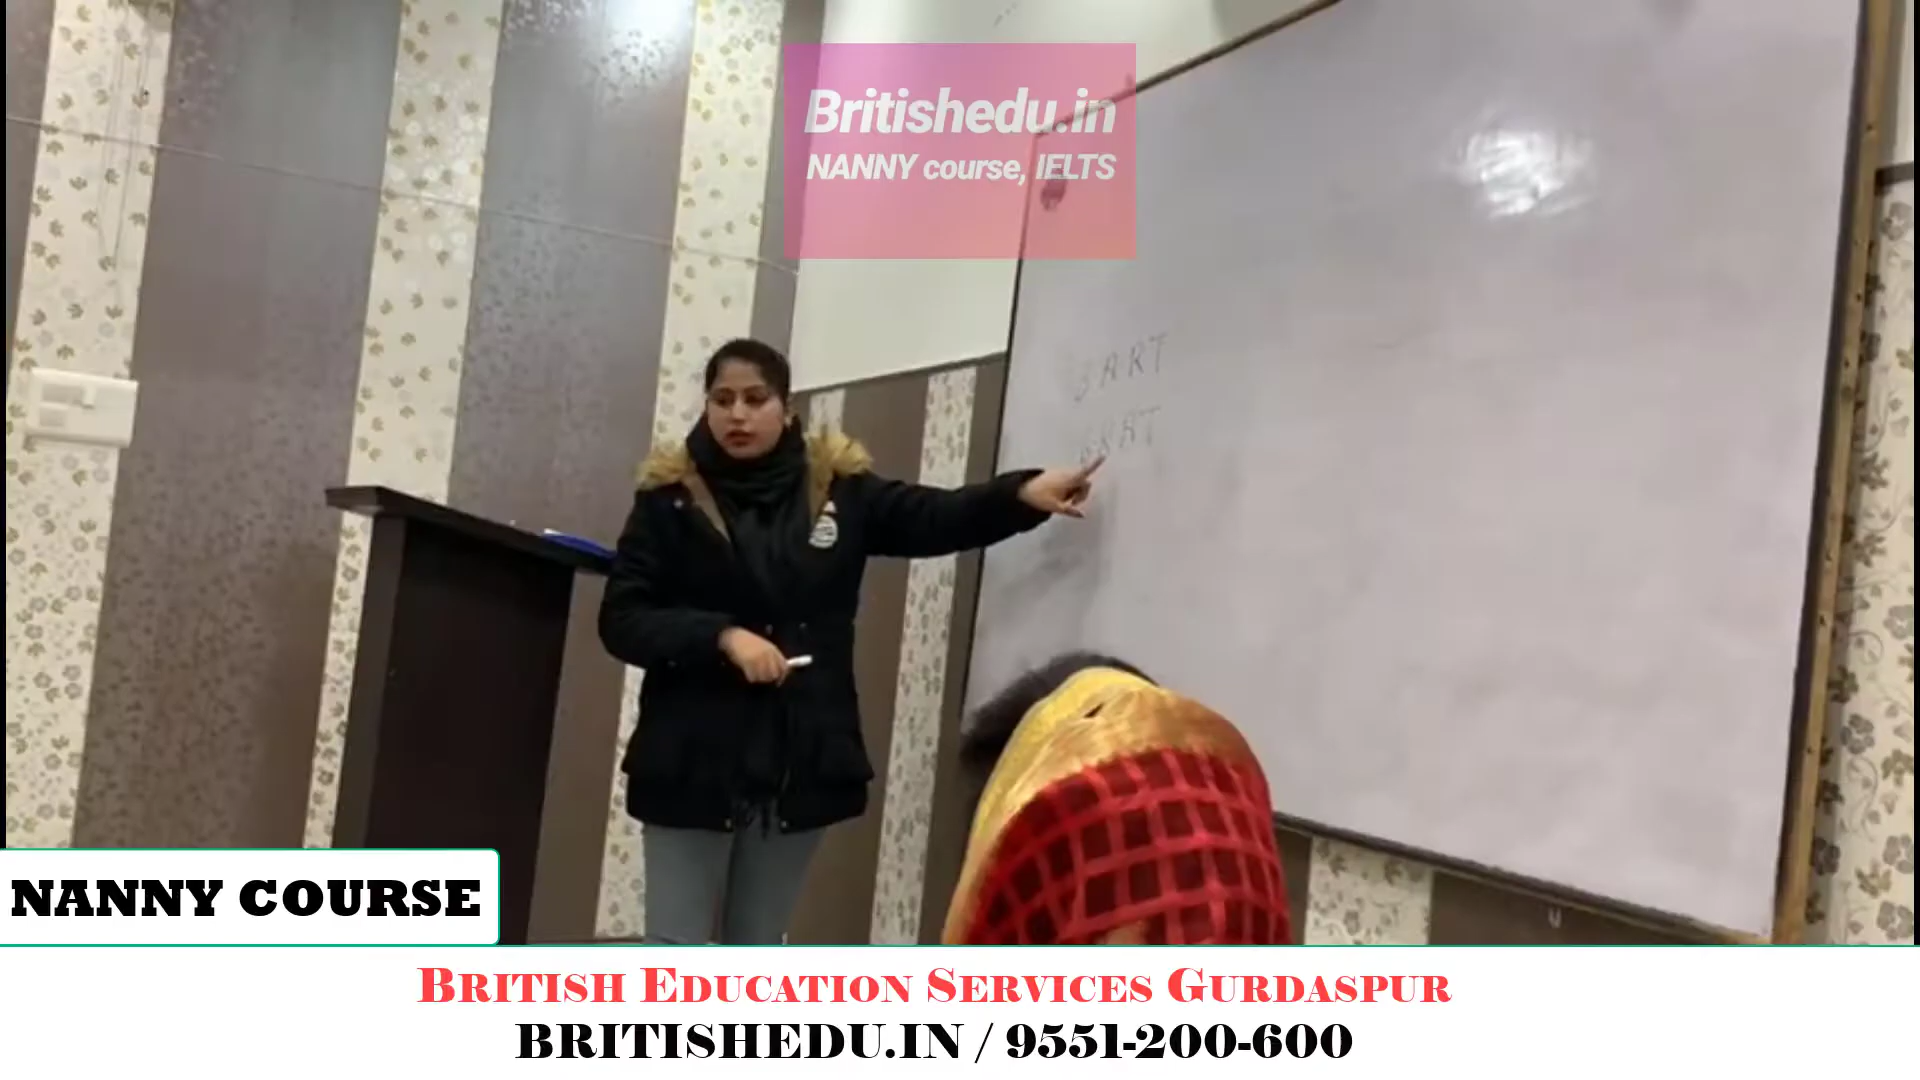 Britishedu.in
NANNY course, IELTS
NANNY COURSE
BRITISH EDUCATION SERVICES GURDASPUR
BRITISHEDU.IN / 9551-200-600